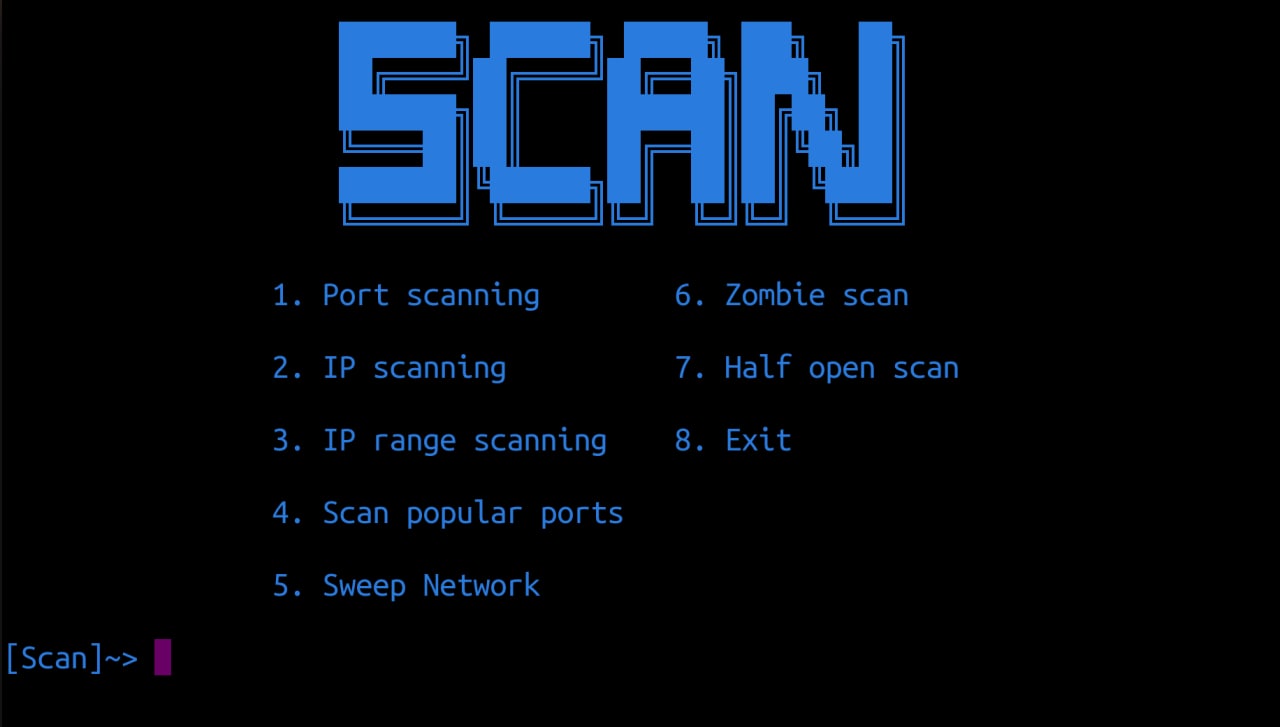 SCAN
1. Port scanning
2. IP scanning
3. IP range scanning
4. Scan popular ports
5. Sweep Network
6. Zombie scan
7. Half open scan
8. Exit
[Scan]~>